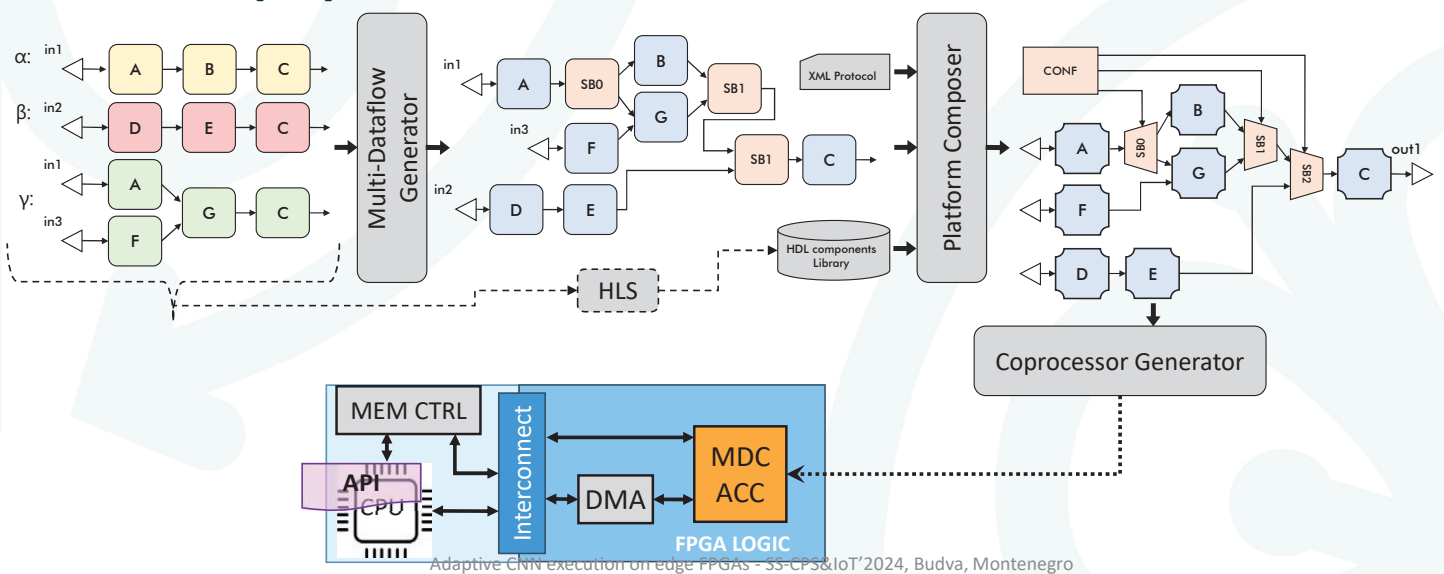 α:
in1
A
B
C
β:
in2
D
E
C
γ:
in1
A
in3
F
G
C
Multi-Dataflow
Generator
in1
A
SB0
B
G
SB1
in3
F
in2
D
E
SB1
C
HLS
XML Protocol
HDL components
Library
Platform Composer
CONF
A
SB0
B
G
SB1
SB2
C
out1
F
D
E
Coprocessor Generator
MEM CTRL
API
CPU
Interconnect
DMA
MDC
ACC
FPGA LOGIC
Adaptive CNN execution on edge FPGAs - SS-CPS&IoT'2024, Budva, Montenegro